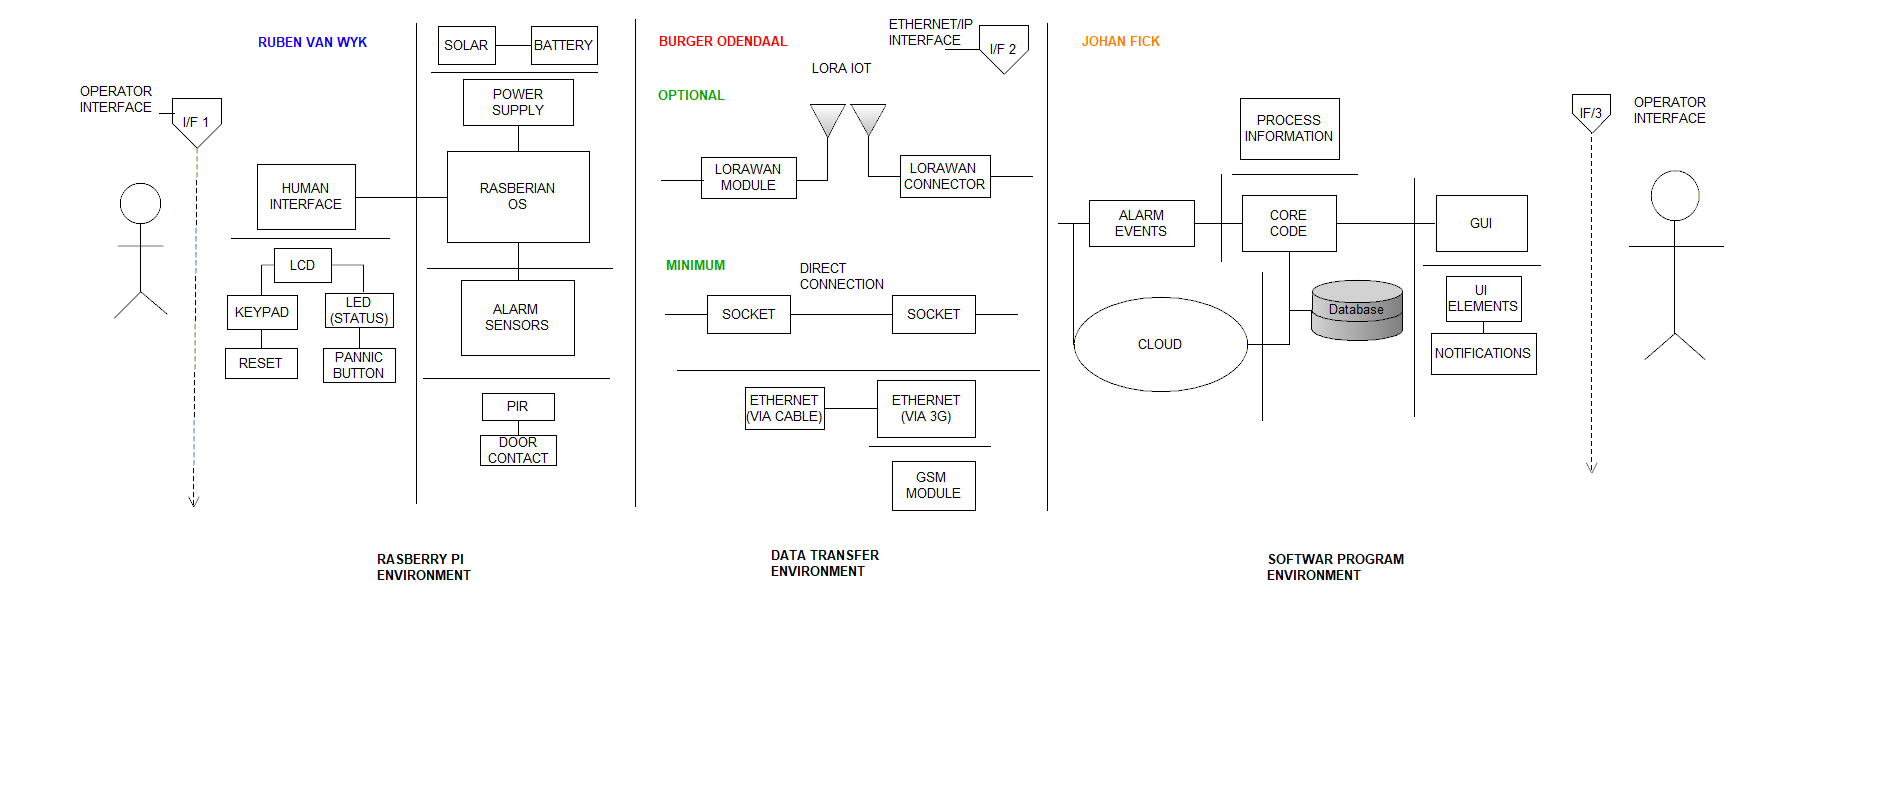 RUBEN VAN WYK
OPERATOR
INTERFACE
I/F 1
HUMAN
INTERFACE
LCD
KEYPAD
LED
(STATUS)
RESET
PANNIC
BUTTON
SOLAR
BATTERY
POWER
SUPPLY
RASBERIAN
OS
ALARM
SENSORS
PIR
DOOR
CONTACT
RASBERRY PI
ENVIRONMENT
BURGER ODENDAAL
ETHERNET/IP
INTERFACE
I/F 2
LORA IOT
OPTIONAL
LORAWAN
MODULE
LORAWAN
CONNECTOR
MINIMUM
DIRECT
CONNECTION
SOCKET
SOCKET
ETHERNET
(VIA CABLE)
ETHERNET
(VIA 3G)
GSM
MODULE
DATA TRANSFER
ENVIRONMENT
JOHAN FICK
PROCESS
INFORMATION
IF/3
OPERATOR
INTERFACE
ALARM
EVENTS
CORE
CODE
GUI
CLOUD
Database
UI
ELEMENTS
NOTIFICATIONS
SOFTWAR PROGRAM
ENVIRONMENT